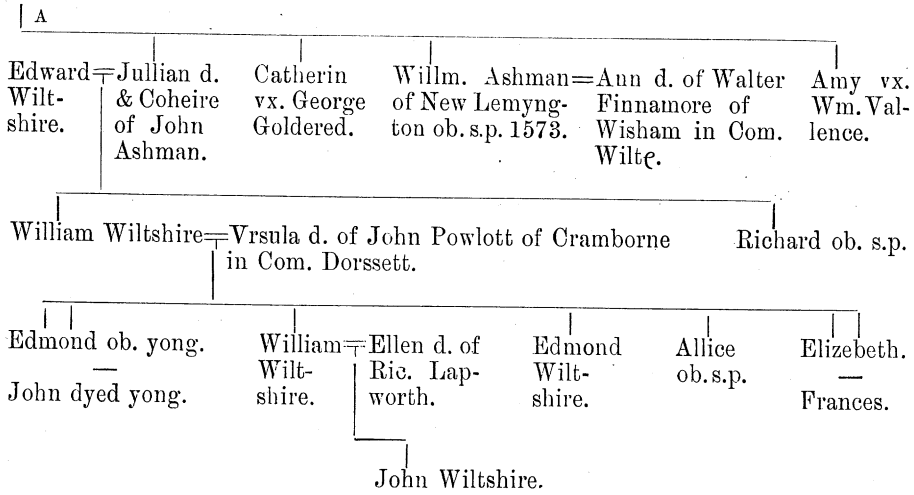 A
Edward Wilt- shire.
Jullian d. & Coheire of John Ashman.
Catherin vx. George Goldered.
Willm. Ashman of New Lemyng- ton ob. s.p. 1573.
Ann d. of Walter Finnamore of Wisham in Com. Wilte.
Amy vx. Wm. Val- lence.
William Wiltshire
Vrsula d. of John Powlott of Cramborne
in Com. Dorssett.
Richard ob. s.p.
Edmond ob. yong.
John dyed yong.
William Wilt- shire.
Ellen d. of Ric. Lap- worth.
Edmond Wilt- shire.
Allice ob. s.p.
Elizebeth.
Frances.
John Wiltshire.